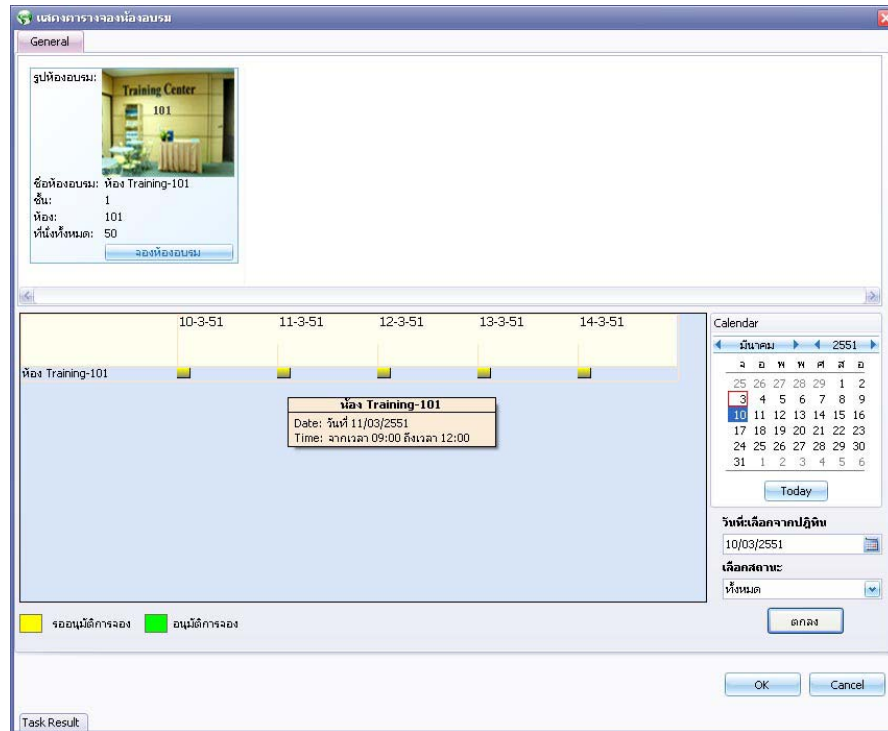 แสดงตารางจองห้องอบรม
General
รูปห้องอบรม:
Training Center
101
ชื่อห้องอบรม: ห้อง Training-101
ชั้น: 1
ห้อง: 101
ที่นั่งทั้งหมด: 50
จองห้องอบรม
10-3-51 11-3-51 12-3-51 13-3-51 14-3-51
ห้อง Training-101
ห้อง Training-101
Date: วันที่ 11/03/2551
Time: จากเวลา 09:00 ถึงเวลา 12:00
รออนุมัติการจอง อนุมัติการจอง
Calendar
มีนาคม 2551
จ อ พ พ ศ ส อ
25 26 27 28 29 1 2
3 4 5 6 7 8 9
10 11 12 13 14 15 16
17 18 19 20 21 22 23
24 25 26 27 28 29 30
31 1 2 3 4 5 6
Today
วันที่เลือกจากปฎิทิน
10/03/2551
เลือกสถานะ
ทั้งหมด
ตกลง
OK Cancel
Task Result